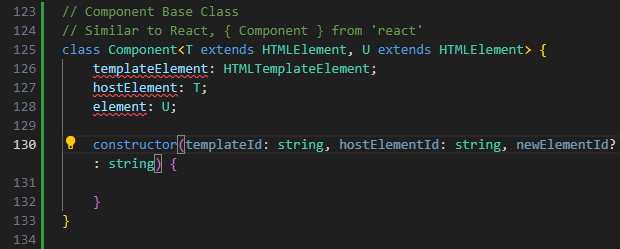 123 // Component Base Class
124 // Similar to React, { Component } from 'react'
125 class Component<T extends HTMLElement, U extends HTMLElement> {
126 templateElement: HTMLTemplateElement;
127 hostElement: T;
128 element: U;
129
130 constructor(templateId: string, hostElementId: string, newElementId?
: string) {
131
132 }
133 }
134